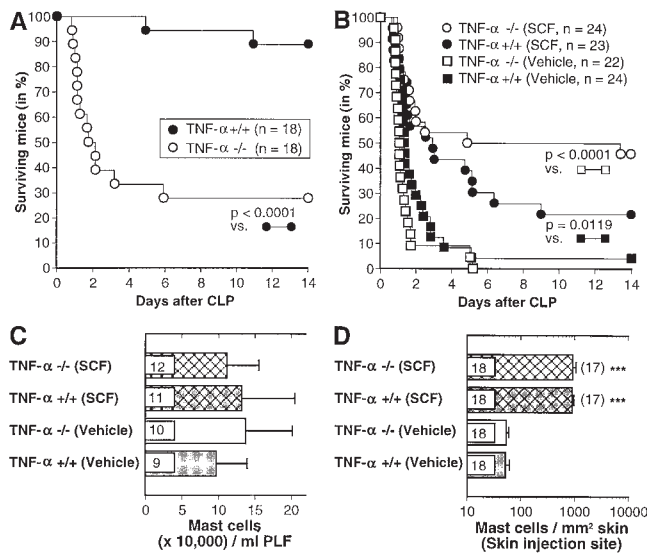 A
Surviving mice (in %)
100
90
80
70
60
50
40
30
20
10
0
TNF-α+/+ (n = 18)
TNF-α -/- (n = 18)
p < 0.0001
vs.
0 2 4 6 8 10 12 14
Days after CLP
B
Surviving mice (in %)
100
90
80
70
60
50
40
30
20
10
0
TNF-α -/- (SCF, n = 24)
TNF-α +/+ (SCF, n = 23)
TNF-α -/- (Vehicle, n = 22)
TNF-α +/+ (Vehicle, n = 24)
p < 0.0001
vs.
p = 0.0119
vs.
0 2 4 6 8 10 12 14
Days after CLP
C
TNF-α -/- (SCF) 12
TNF-α +/+ (SCF) 11
TNF-α -/- (Vehicle) 10
TNF-α +/+ (Vehicle) 9
0 5 10 15 20
Mast cells
(x 10,000) / ml PLF
D
TNF-α -/- (SCF) 18 (17) ***
TNF-α +/+ (SCF) 18 (17) ***
TNF-α -/- (Vehicle) 18
TNF-α +/+ (Vehicle) 18
10 100 1000 10000
Mast cells / mm² skin
(Skin injection site)